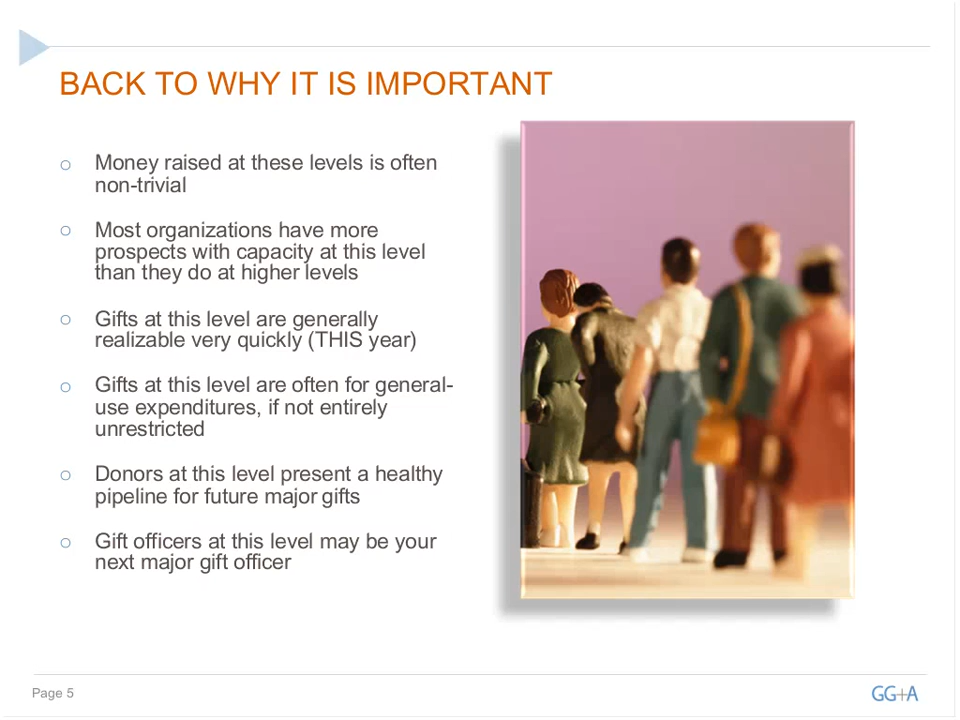 BACK TO WHY IT IS IMPORTANT
Money raised at these levels is often
non-trivial
Most organizations have more
prospects with capacity at this level
than they do at higher levels
Gifts at this level are generally
realizable very quickly (THIS year)
Gifts at this level are often for general-
use expenditures, if not entirely
unrestricted
Donors at this level present a healthy
pipeline for future major gifts
Gift officers at this level may be your
next major gift officer
Page 5
GG+A